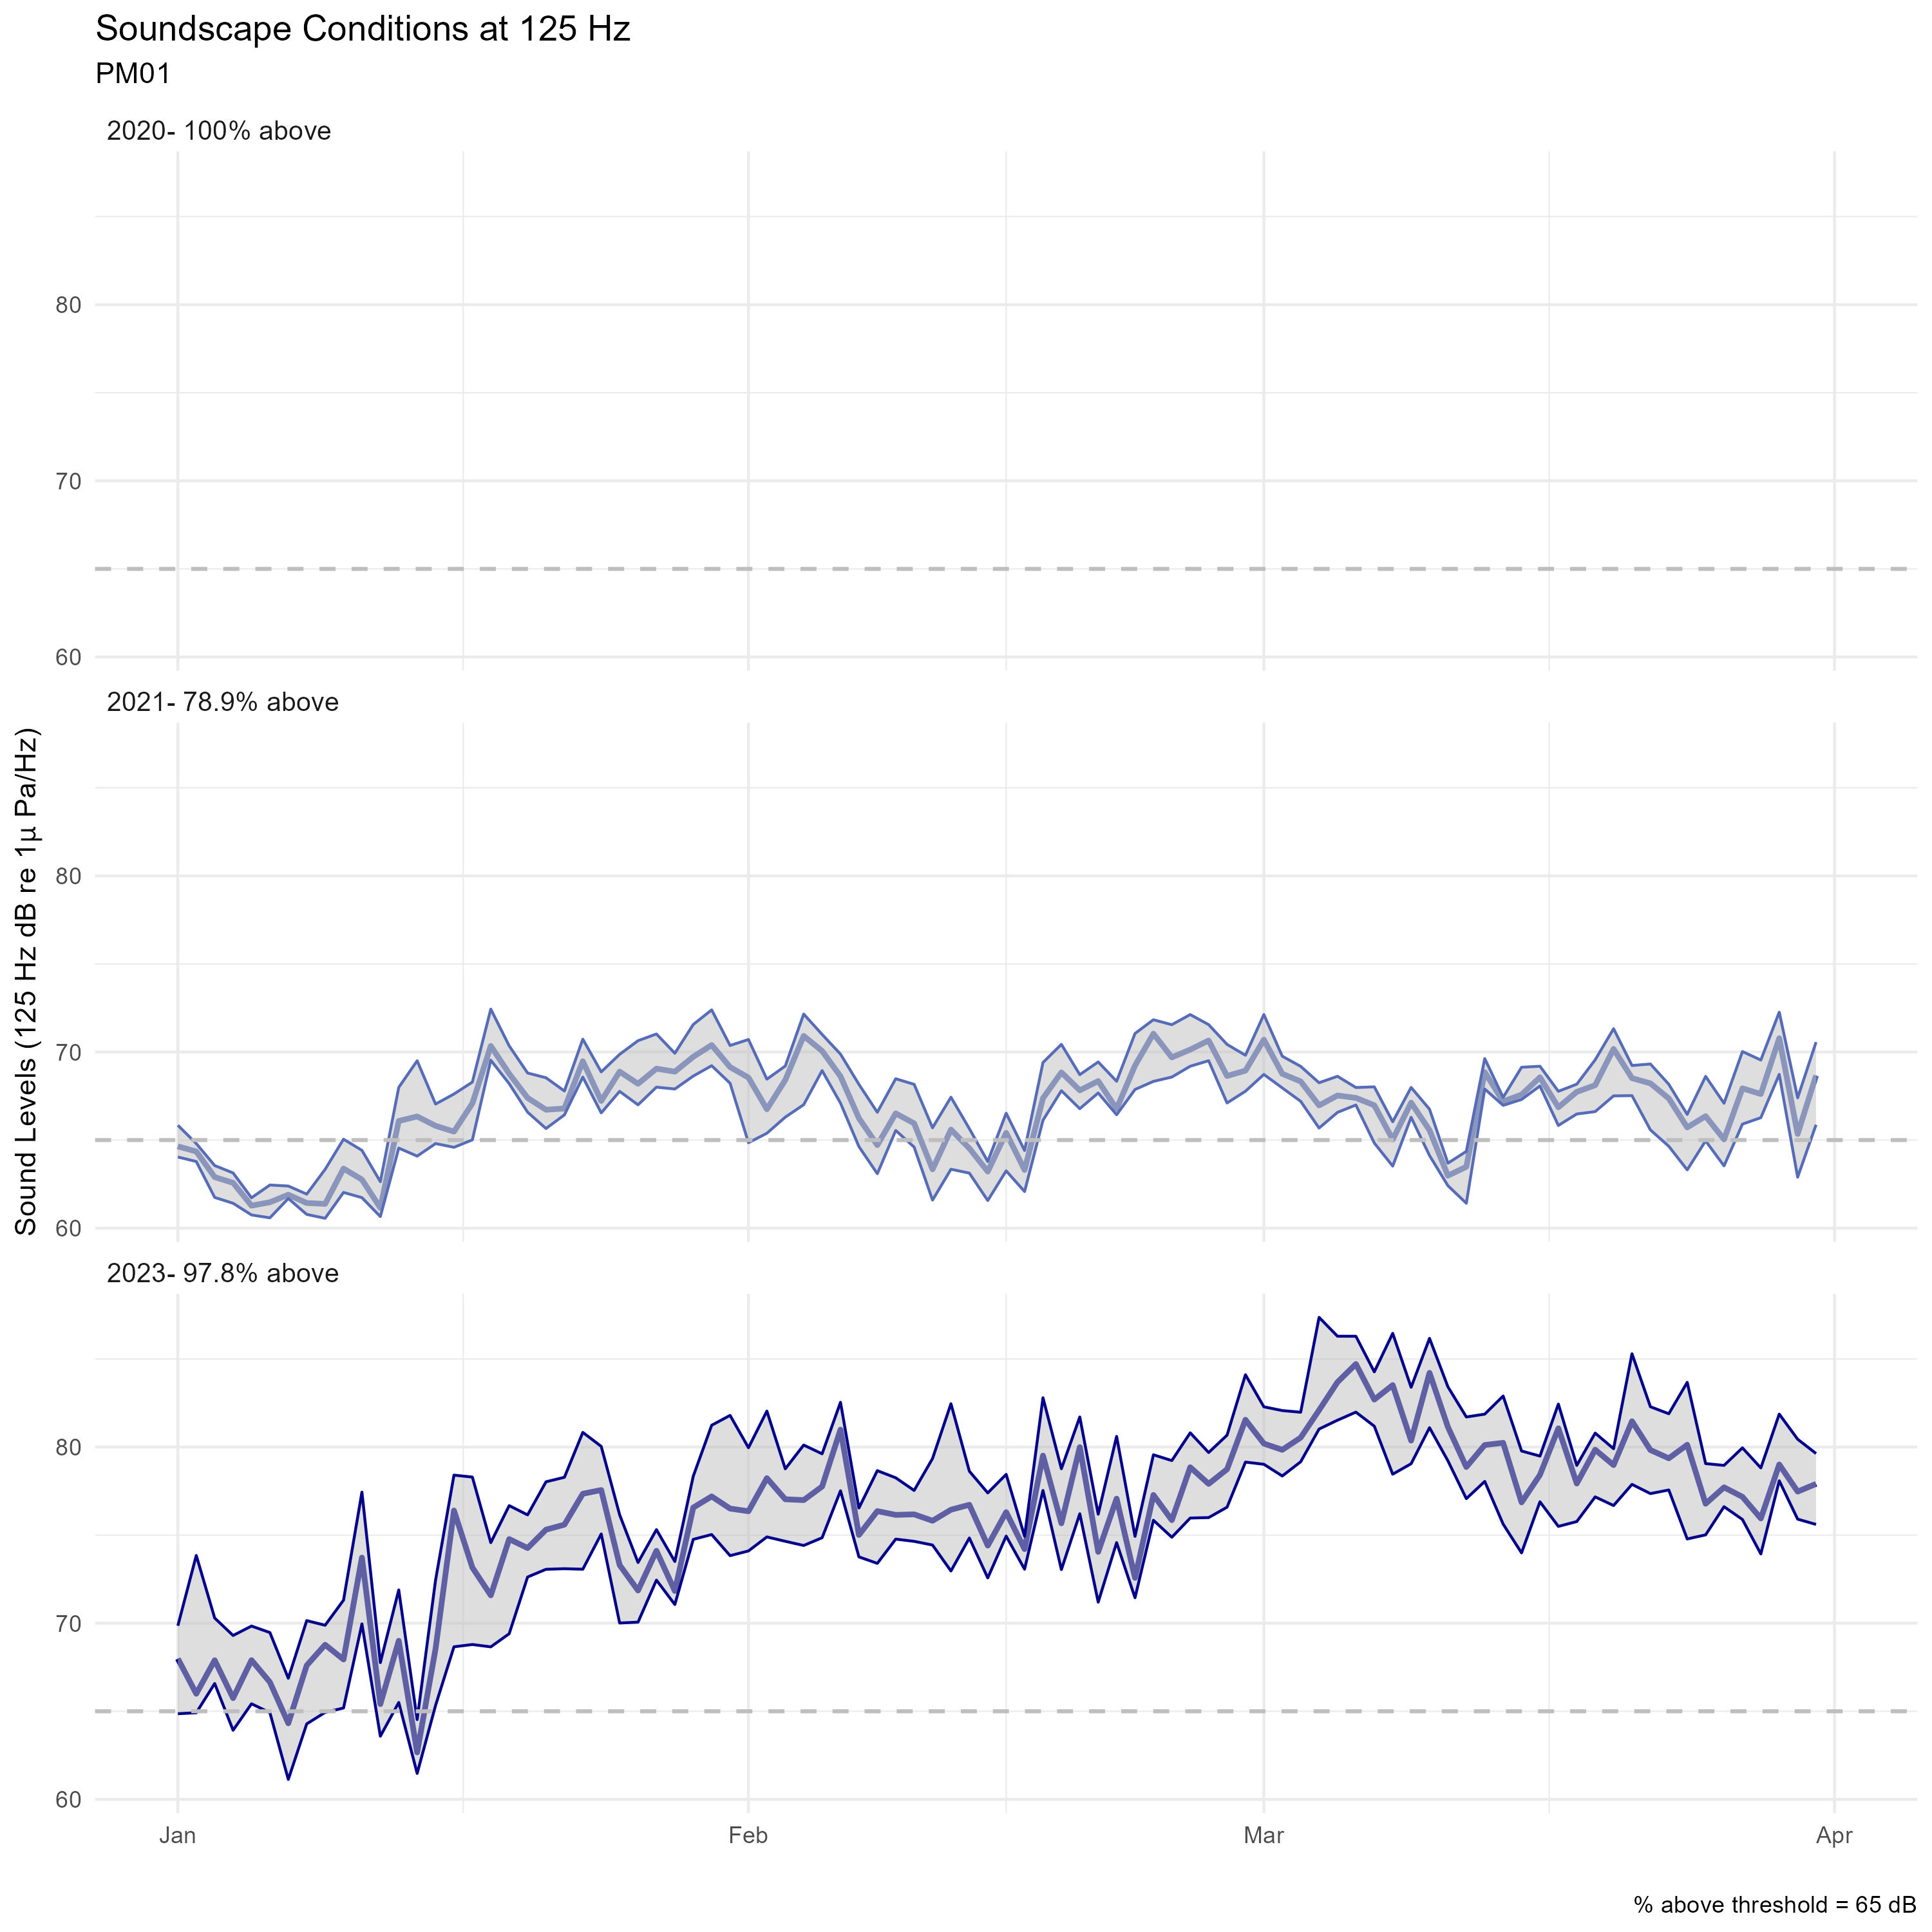 Soundscape Conditions at 125 Hz
PM01
2020- 100% above
80
70
60
2021- 78.9% above
80
70
60
2023- 97.8% above
80
70
60
Sound Levels (125 Hz dB re 1µ Pa/Hz)
Jan Feb Mar Apr
% above threshold = 65 dB